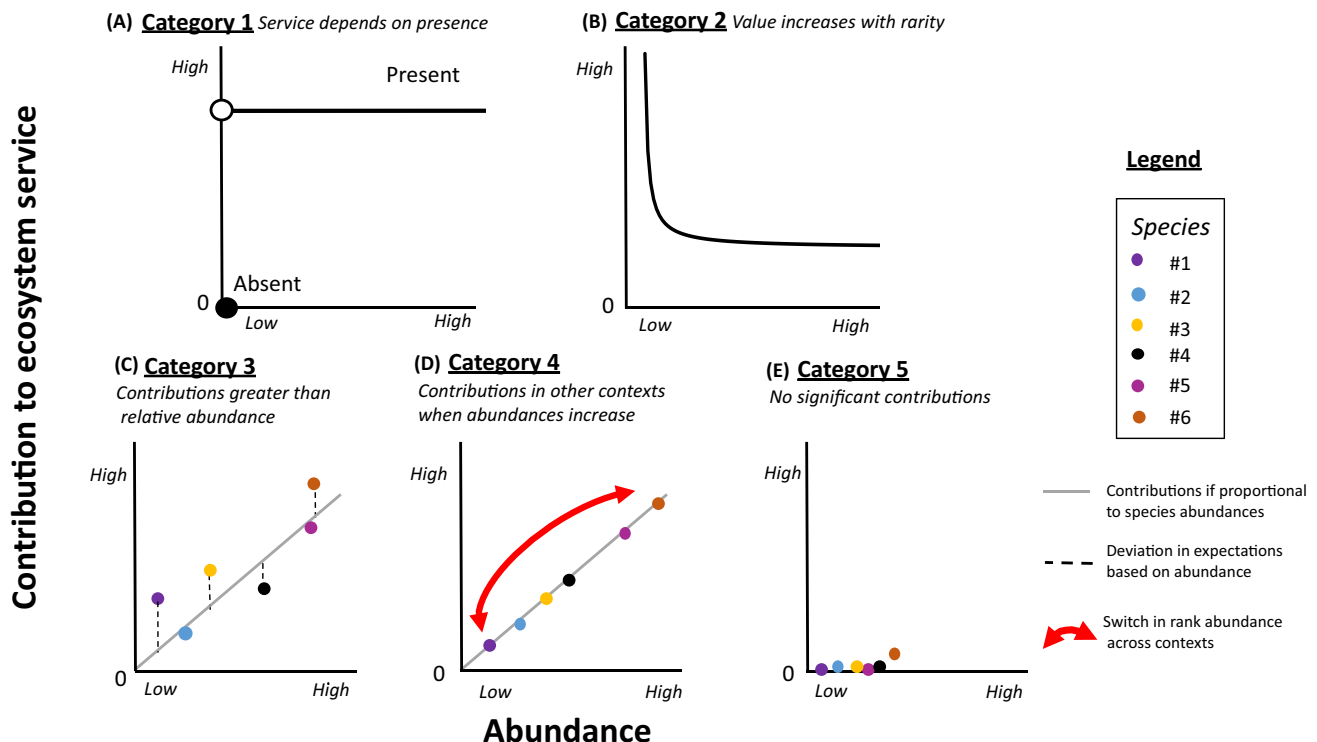 Contribution to ecosystem service
(A) Category 1 Service depends on presence
High
Present
Absent
0
Low
High
(B) Category 2 Value increases with rarity
High
0
Low
High
(C) Category 3
Contributions greater than
relative abundance
High
0
Low
High
(D) Category 4
Contributions in other contexts
when abundances increase
High
0
Low
High
(E) Category 5
No significant contributions
High
0
Low
High
Abundance
Legend
Species
#1
#2
#3
#4
#5
#6
Contributions if proportional
to species abundances
Deviation in expectations
based on abundance
Switch in rank abundance
across contexts